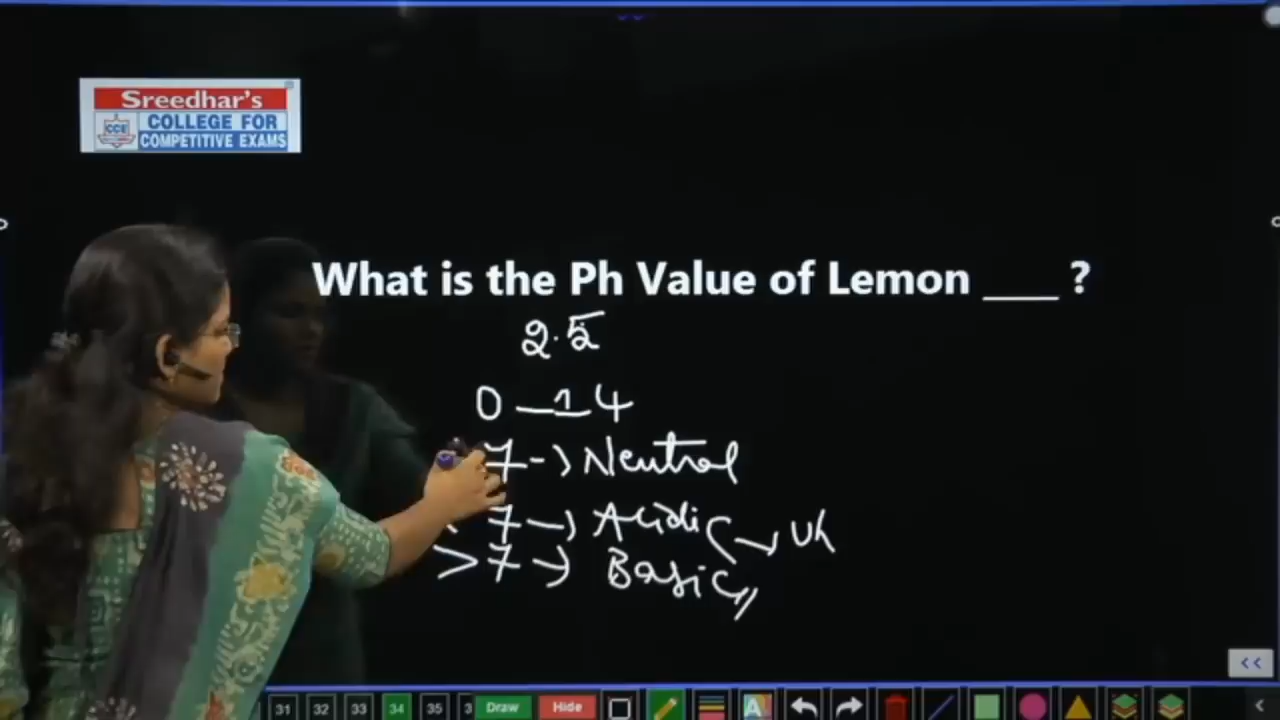 Sreedhar's
CCE
COLLEGE FOR
COMPETITIVE EXAMS
What is the Ph Value of Lemon ____ ?
2.5
0 — 14
7 -> Neutral
7 -> Acidic ->
> 7 -> Basic
31 32 33 34 35 3 Draw Hide A
<<